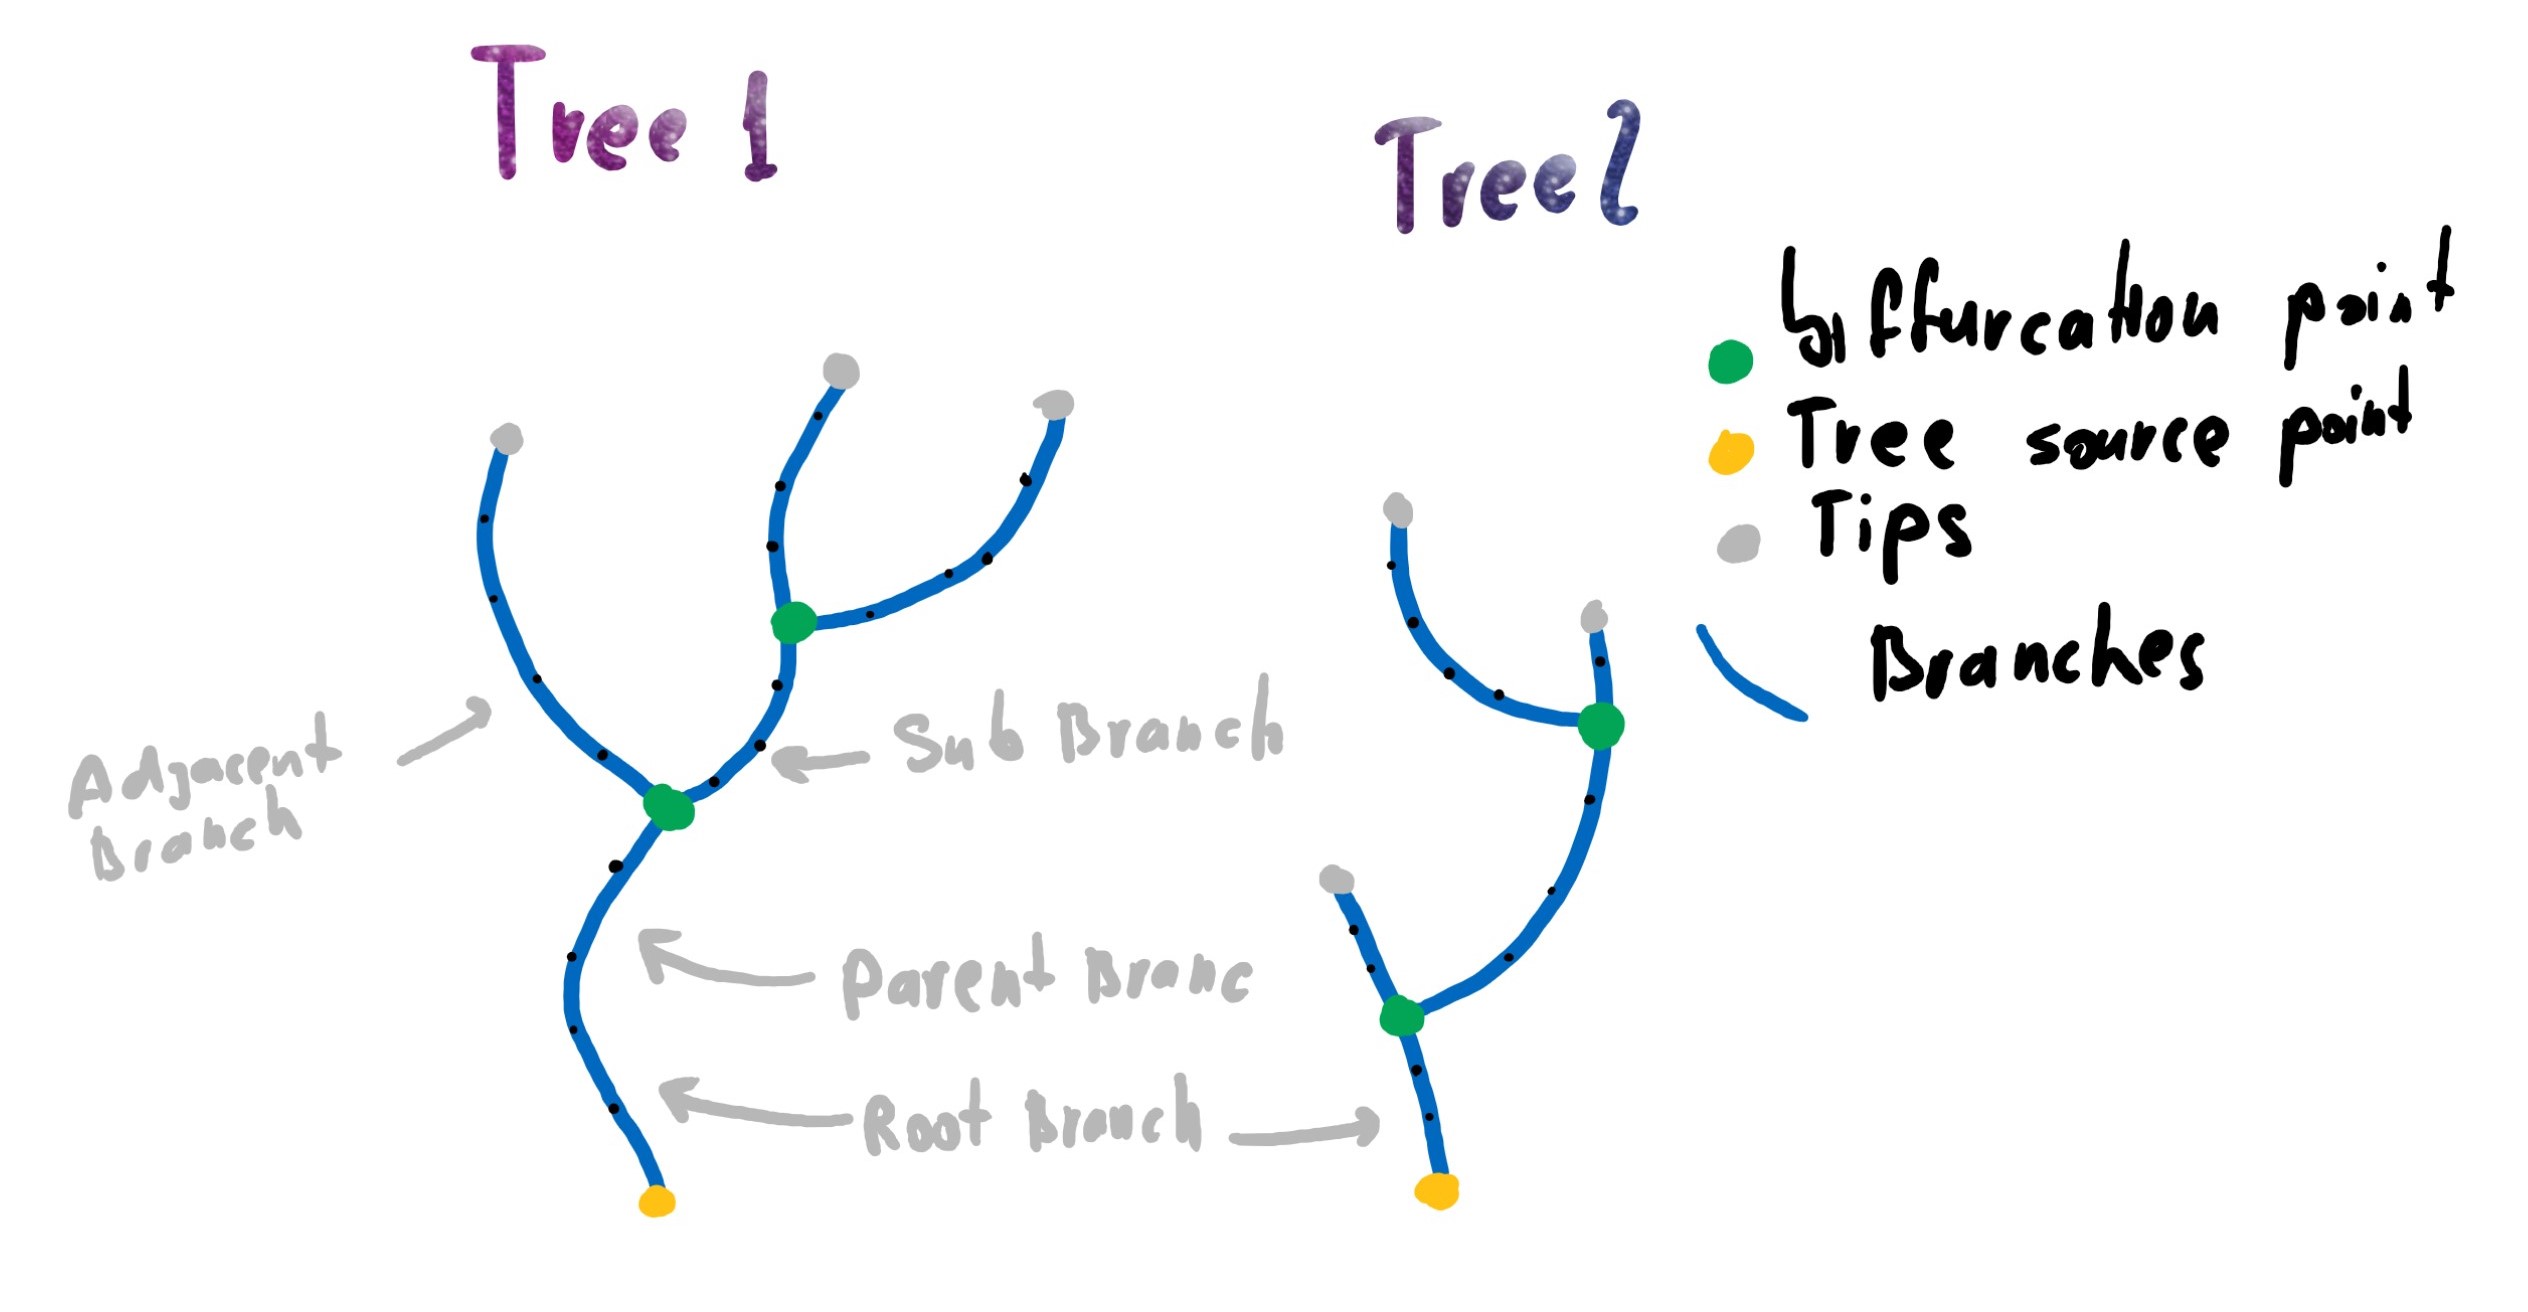 Tree 1
Tree 2
biffurcation point
Tree source point
Tips
Branches
Adjacent
Branch
Sub Branch
Parent Branc
Root Branch